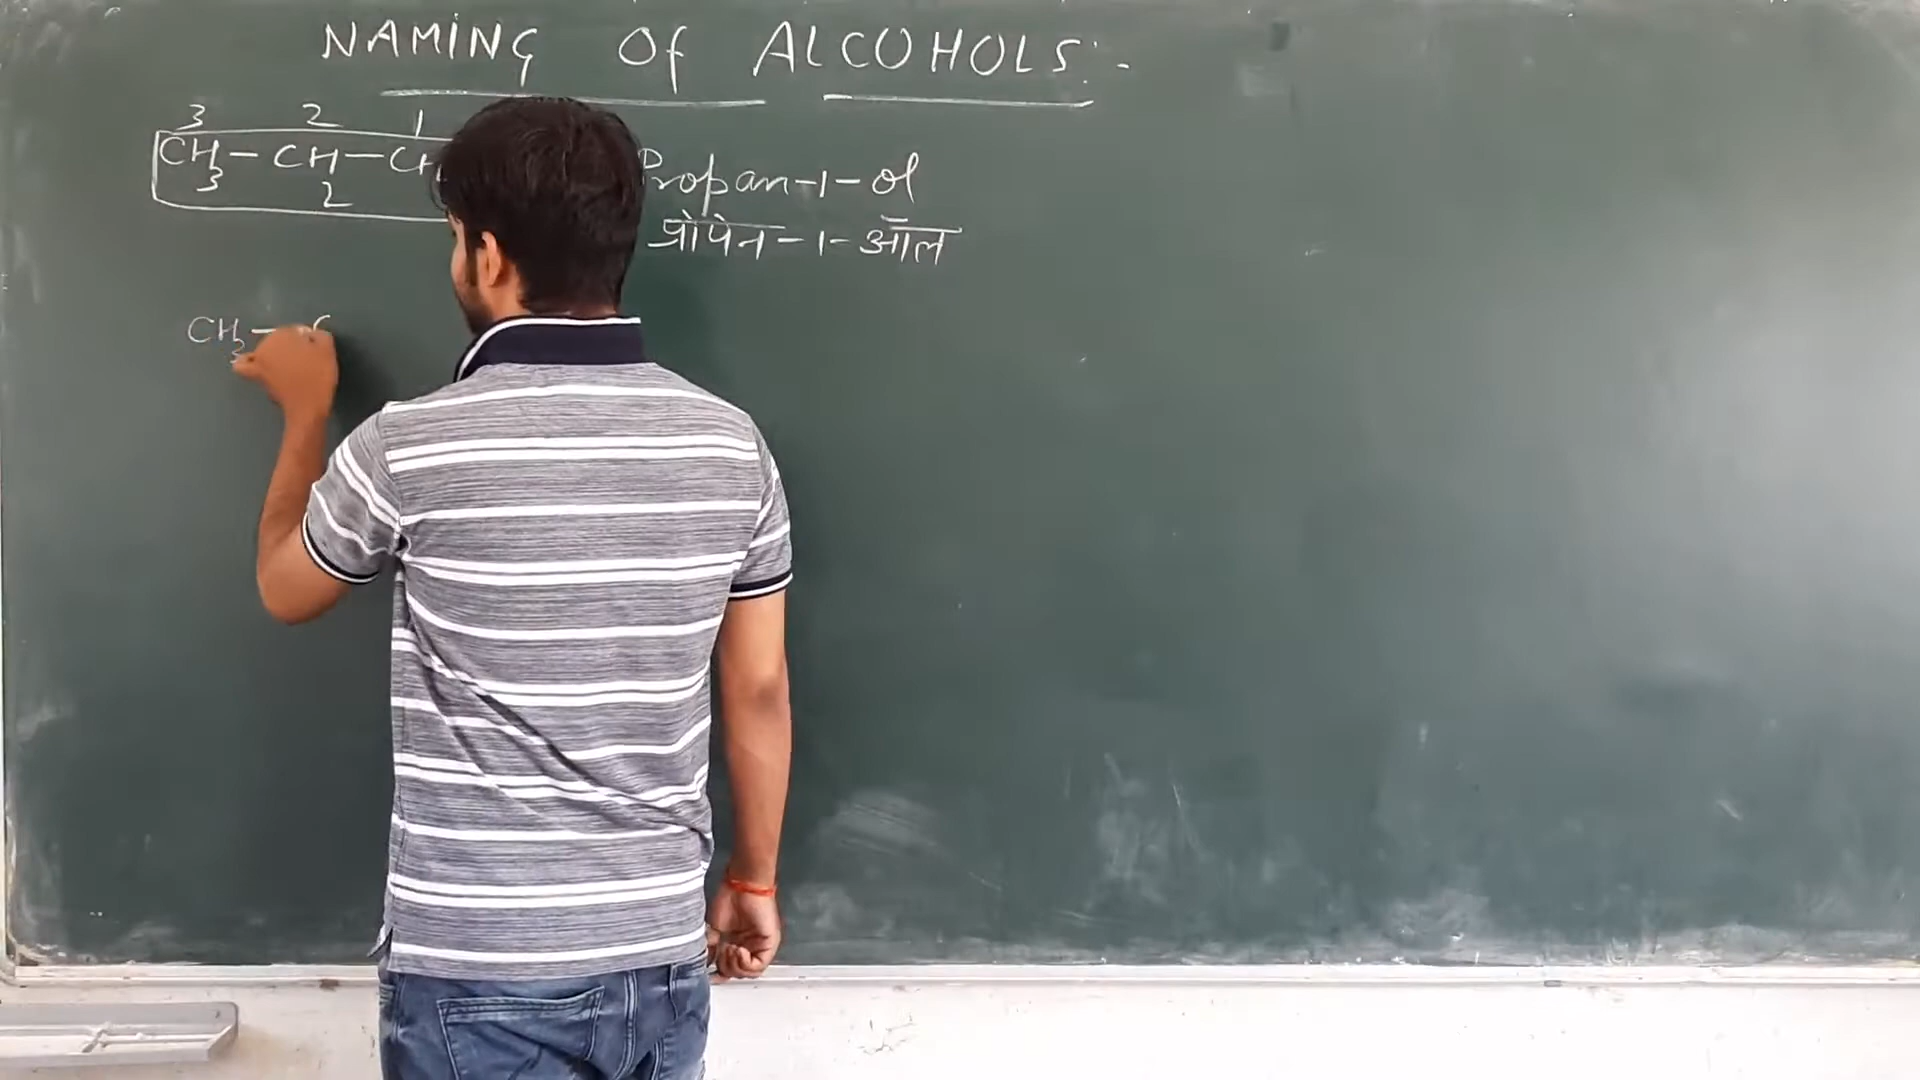 NAMING Of ALCOHOLS:-
3 2 1
CH3-CH2-CH
Propan-1-ol
प्रोपेन-1-ऑल
CH3-C